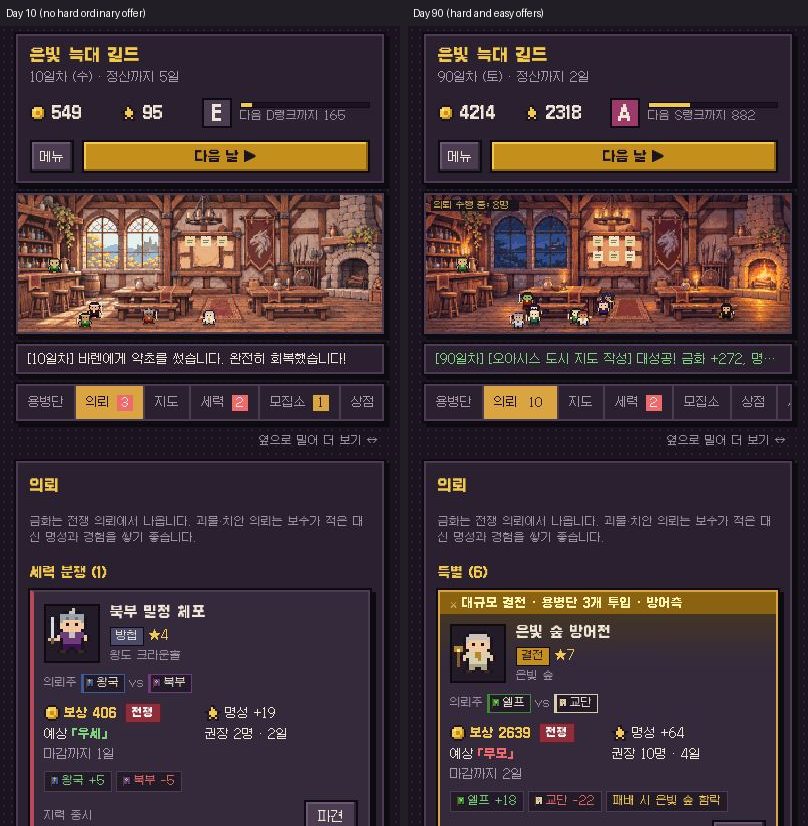 Day 10 (no hard ordinary offer)
은빛 늑대 길드
10일차 (수) · 정산까지 5일
549
95
E
다음 D랭크까지 165
메뉴
다음 날 ▶
[10일차] 바렌에게 약초를 썼습니다. 완전히 회복했습니다!
용병단
의뢰 3
지도
세력 2
모집소 1
상점
옆으로 밀어 더 보기 ↔
의뢰
금화는 전쟁 의뢰에서 나옵니다. 괴물·치안 의뢰는 보수가 적은 대
신 명성과 경험을 쌓기 좋습니다.
세력 분쟁 (1)
북부 밀정 체포
방첩 ★4
왕도 크라운홀
의뢰주 왕국 vs 북부
보상 406 전쟁
명성 +19
예상 「우세」
권장 2명 · 2일
마감까지 1일
왕국 +5 북부 -5
지력 중시
파견
Day 90 (hard and easy offers)
은빛 늑대 길드
90일차 (토) · 정산까지 2일
4214
2318
A
다음 S랭크까지 882
메뉴
다음 날 ▶
의뢰 수행 중: 8명
[90일차] [오아시스 도시 지도 작성] 대성공! 금화 +272, 명…
용병단
의뢰 10
지도
세력 2
모집소
상점
옆으로 밀어 더 보기 ↔
의뢰
금화는 전쟁 의뢰에서 나옵니다. 괴물·치안 의뢰는 보수가 적은 대
신 명성과 경험을 쌓기 좋습니다.
특별 (6)
⚔ 대규모 결전 · 용병단 3개 투입 · 방어측
은빛 숲 방어전
결전 ★7
은빛 숲
의뢰주 엘프 vs 교단
보상 2639 전쟁
명성 +64
예상 「무모」
권장 10명 · 4일
마감까지 2일
엘프 +18 교단 -22 패배 시 은빛 숲 함락